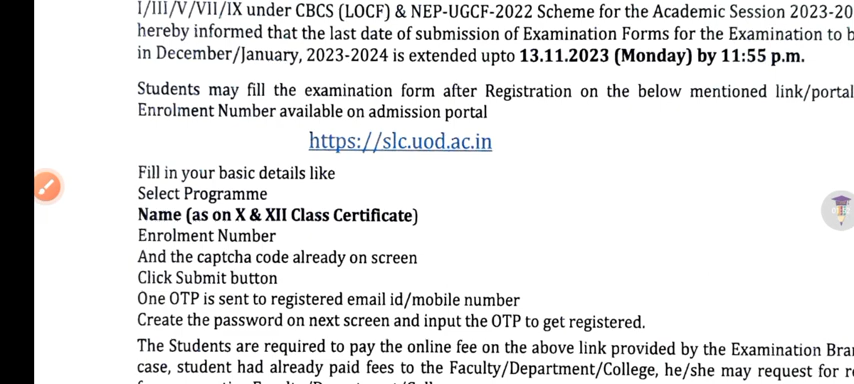 I/III/V/VII/IX under CBCS (LOCF) & NEP-UGCF-2022 Scheme for the Academic Session 2023-20
hereby informed that the last date of submission of Examination Forms for the Examination to b
in December/January, 2023-2024 is extended upto 13.11.2023 (Monday) by 11:55 p.m.
Students may fill the examination form after Registration on the below mentioned link/portal
Enrolment Number available on admission portal
https://slc.uod.ac.in
Fill in your basic details like
Select Programme
Name (as on X & XII Class Certificate)
Enrolment Number
And the captcha code already on screen
Click Submit button
One OTP is sent to registered email id/mobile number
Create the password on next screen and input the OTP to get registered.
The Students are required to pay the online fee on the above link provided by the Examination Bra
case, student had already paid fees to the Faculty/Department/College, he/she may request for r